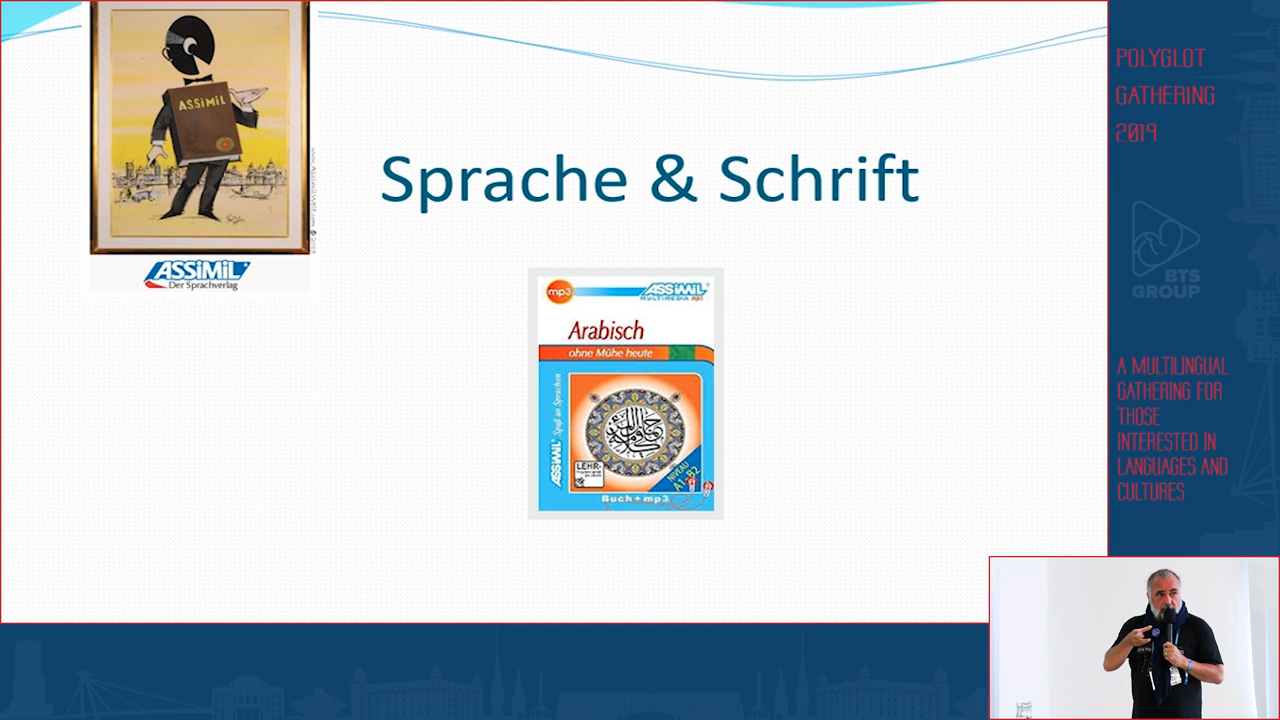 ASSiMiL
ASSiMiL
Der Sprachverlag
Sprache & Schrift
mp3
ASSiMiL
MULTIMEDIA mp3
Arabisch
ohne Mühe heute
ASSiMiL Spaß an Sprachen
LEHR-
NIVEAU
A1-B2
Buch + mp3
POLYGLOT
GATHERING
2019
BTS
GROUP
A MULTILINGUAL
GATHERING FOR
THOSE
INTERESTED IN
LANGUAGES AND
CULTURES